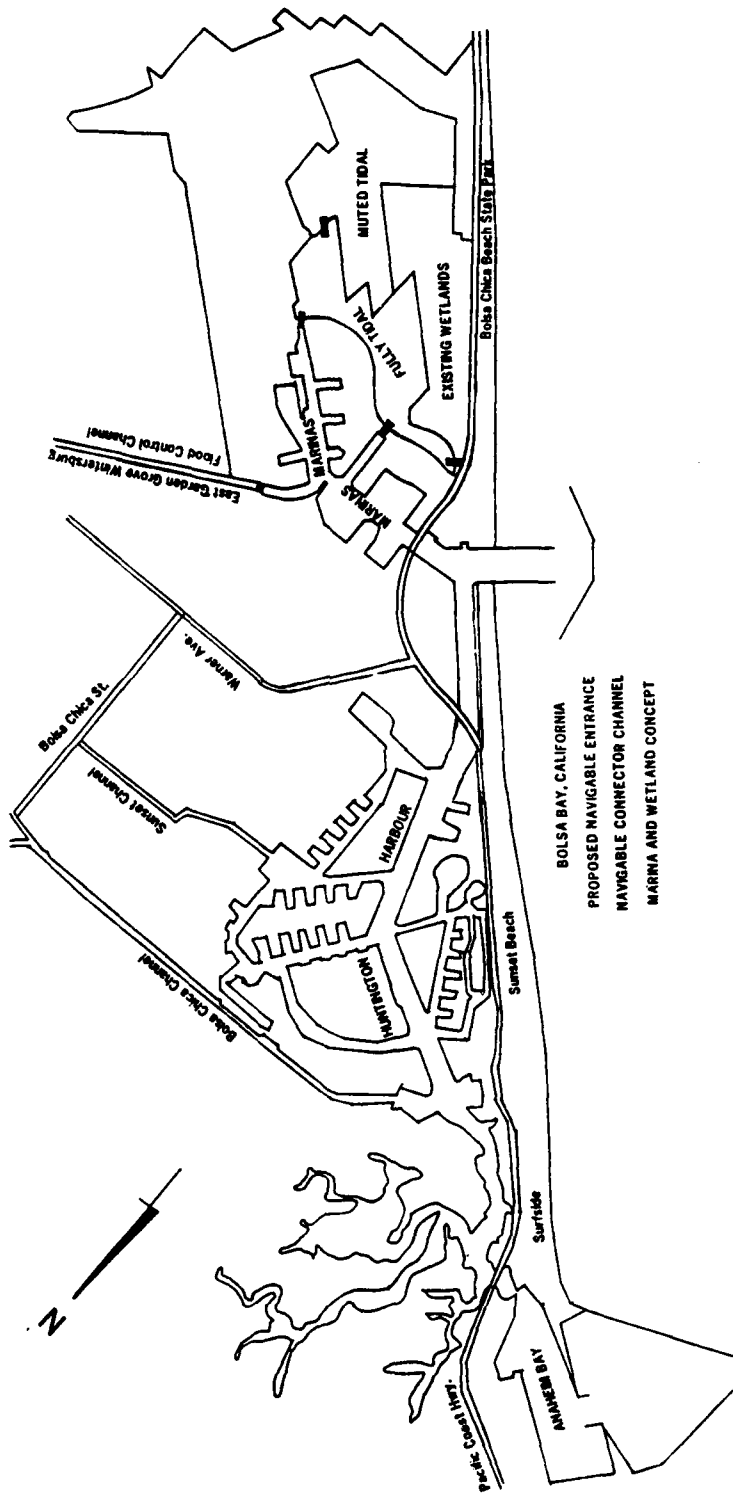 N
Pacific Coast Hwy.
ANAHEIM BAY
Surfside
Sunset Beach
HUNTINGTON
HARBOUR
Bolsa Chica Channel
Sunset Channel
Bolsa Chica St.
Warner Ave.
East Garden Grove Wintersburg
Flood Control Channel
MARINAS
MARINAS
FULLY TIDAL
MUTED TIDAL
EXISTING WETLANDS
Bolsa Chica Beach State Park
BOLSA BAY, CALIFORNIA
PROPOSED NAVIGABLE ENTRANCE
NAVIGABLE CONNECTOR CHANNEL
MARINA AND WETLAND CONCEPT